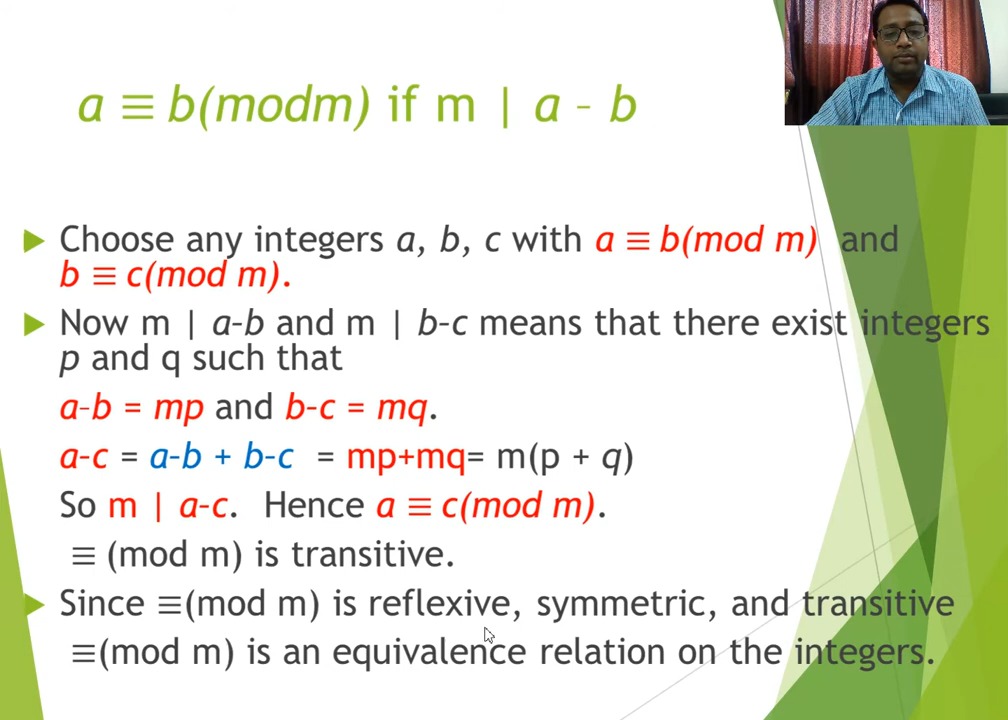 a ≡ b(modm) if m | a – b
Choose any integers a, b, c with a ≡ b(mod m) and
b ≡ c(mod m).
Now m | a–b and m | b–c means that there exist integers
p and q such that
a–b = mp and b–c = mq.
a–c = a–b + b–c = mp+mq= m(p + q)
So m | a–c. Hence a ≡ c(mod m).
≡ (mod m) is transitive.
Since ≡(mod m) is reflexive, symmetric, and transitive
≡(mod m) is an equivalence relation on the integers.